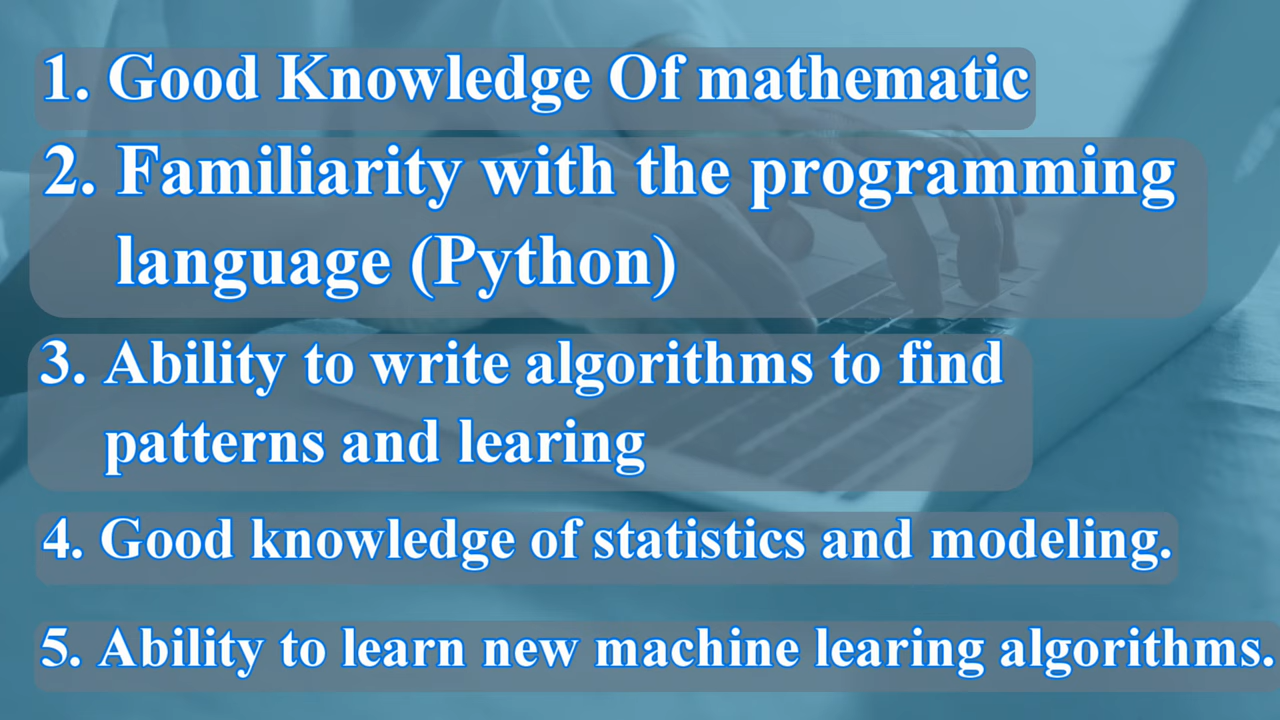 1. Good Knowledge Of mathematic
2. Familiarity with the programming
language (Python)
3. Ability to write algorithms to find
patterns and learing
4. Good knowledge of statistics and modeling.
5. Ability to learn new machine learing algorithms.